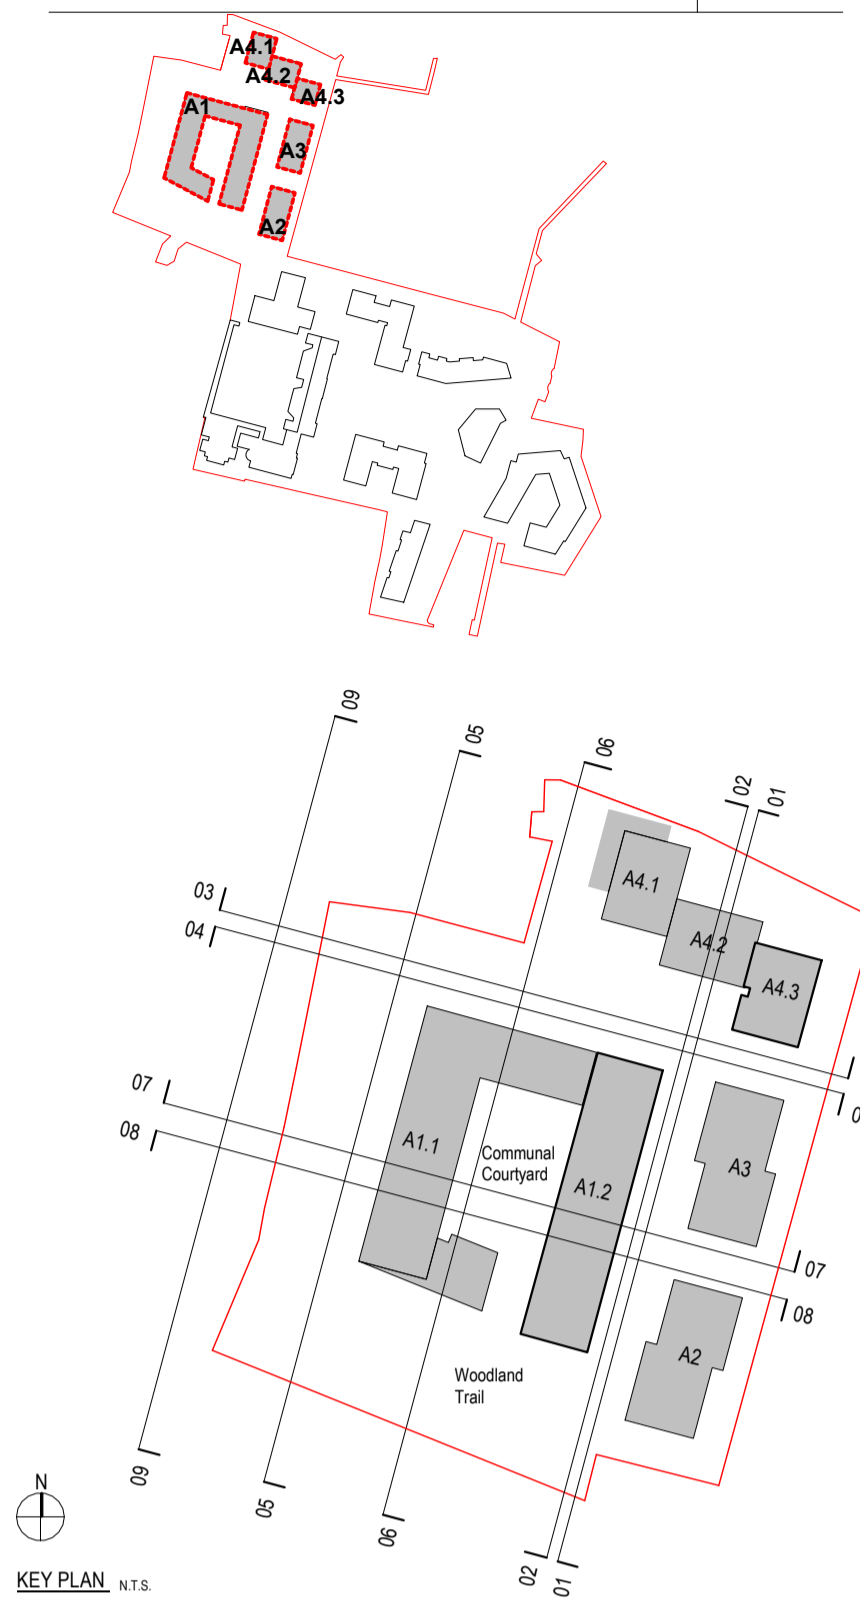 A4.1
A4.2
A4.3
A1
A3
A2
09
05
06
02
01
03
04
A4.1
A4.2
A4.3
07
08
A1.1
Communal
Courtyard
A1.2
A3
07
08
A2
Woodland
Trail
09
05
06
02
01
N
KEY PLAN N.T.S.